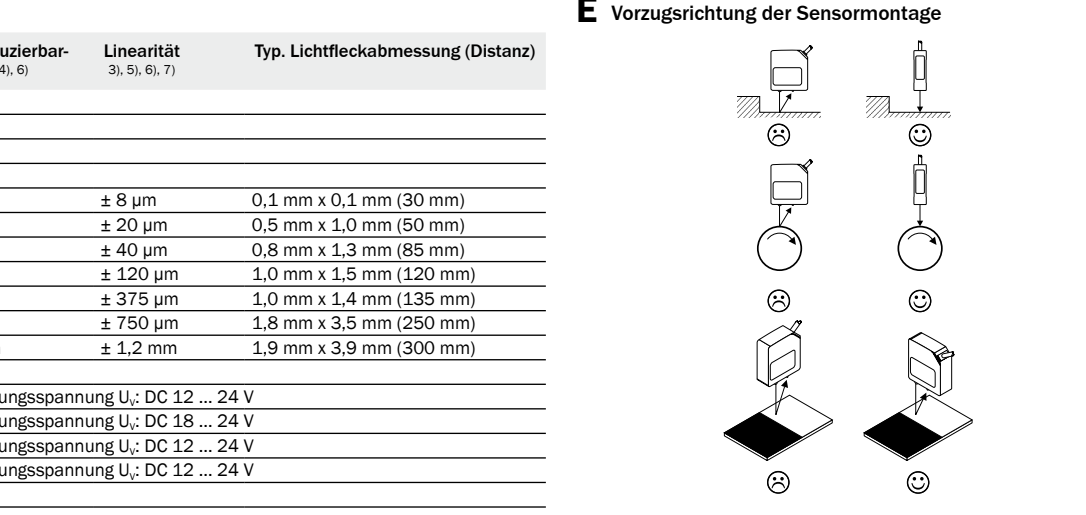 E Vorzugsrichtung der Sensormontage
uzierbar- Linearität Typ. Lichtfleckabmessung (Distanz)
4), 6) 3), 5), 6), 7)
± 8 µm 0,1 mm x 0,1 mm (30 mm)
± 20 µm 0,5 mm x 1,0 mm (50 mm)
± 40 µm 0,8 mm x 1,3 mm (85 mm)
± 120 µm 1,0 mm x 1,5 mm (120 mm)
± 375 µm 1,0 mm x 1,4 mm (135 mm)
± 750 µm 1,8 mm x 3,5 mm (250 mm)
± 1,2 mm 1,9 mm x 3,9 mm (300 mm)
ungsspannung UV: DC 12 ... 24 V
ungsspannung UV: DC 18 ... 24 V
ungsspannung UV: DC 12 ... 24 V
ungsspannung UV: DC 12 ... 24 V